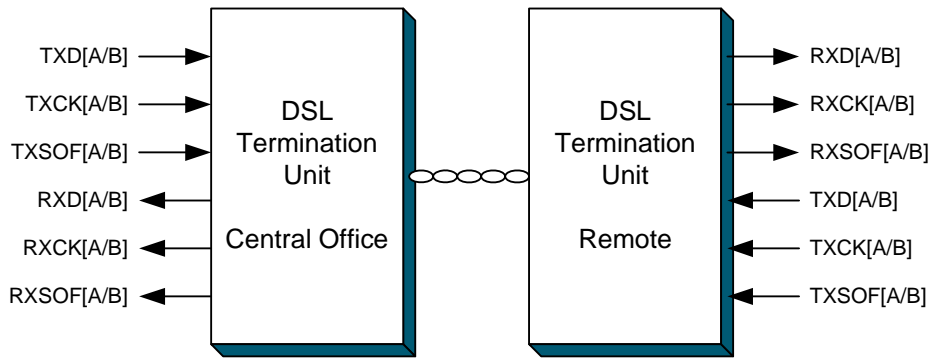 TXD[A/B]
TXCK[A/B]
TXSOF[A/B]
RXD[A/B]
RXCK[A/B]
RXSOF[A/B]
DSL
Termination
Unit
Central Office
DSL
Termination
Unit
Remote
RXD[A/B]
RXCK[A/B]
RXSOF[A/B]
TXD[A/B]
TXCK[A/B]
TXSOF[A/B]